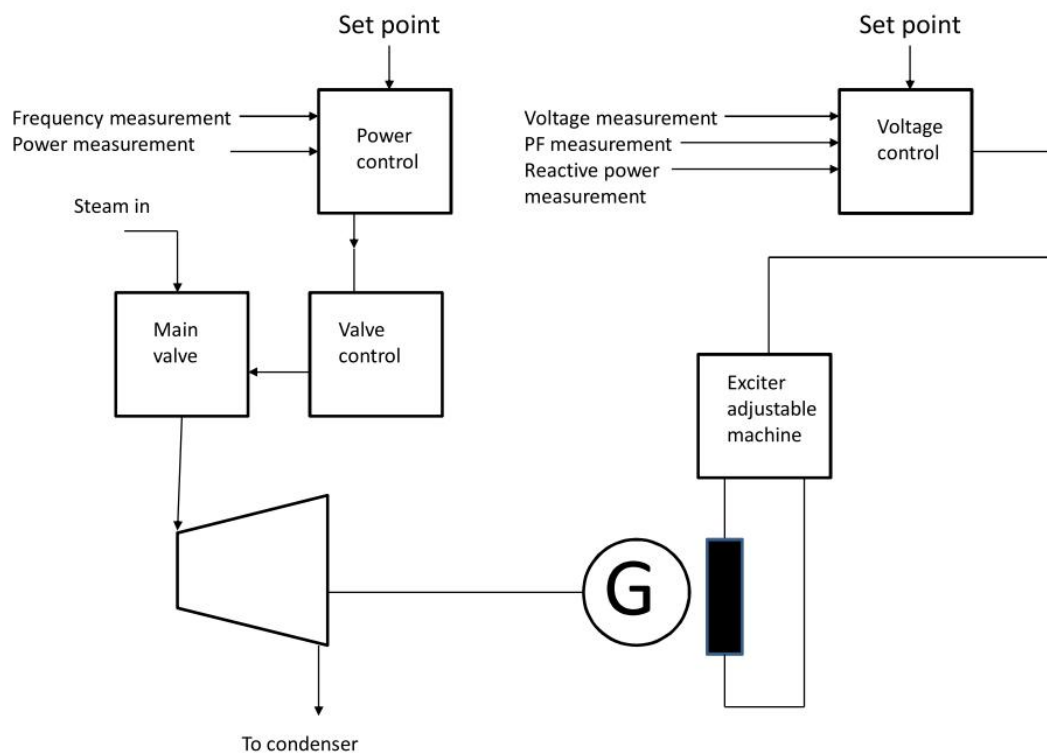 Set point
Set point
Frequency measurement
Power measurement
Power
control
Voltage measurement
PF measurement
Reactive power
measurement
Voltage
control
Steam in
Main
valve
Valve
control
Exciter
adjustable
machine
G
To condenser